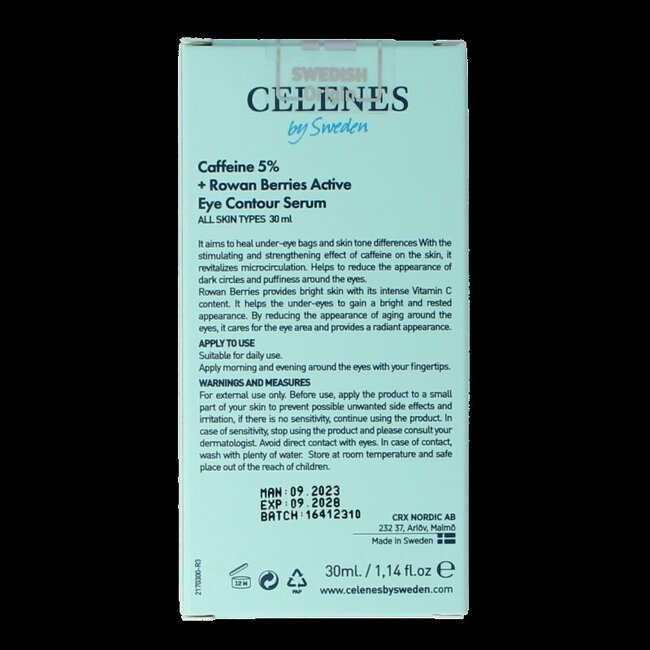 SWEDISH
CELENES
by Sweden
Caffeine 5%
+ Rowan Berries Active
Eye Contour Serum
ALL SKIN TYPES 30 ml
It aims to heal under-eye bags and skin tone differences With the
stimulating and strengthening effect of caffeine on the skin, it
revitalizes microcirculation. Helps to reduce the appearance of
dark circles and puffiness around the eyes.
Rowan Berries provides bright skin with its intense Vitamin C
content. It helps the under-eyes to gain a bright and rested
appearance. By reducing the appearance of aging around the
eyes, it cares for the eye area and provides a radiant appearance.
APPLY TO USE
Suitable for daily use.
Apply morning and evening around the eyes with your fingertips.
WARNINGS AND MEASURES
For external use only. Before use, apply the product to a small
part of your skin to prevent possible unwanted side effects and
irritation, if there is no sensitivity, continue using the product. In
case of sensitivity, stop using the product and please consult your
dermatologist. Avoid direct contact with eyes. In case of contact,
wash with plenty of water. Store at room temperature and safe
place out of the reach of children.
MAN:09.2023
EXP:09.2028
BATCH:16412310
CRX NORDIC AB
232 37, Arlöv, Malmö
Made in Sweden
2170300-R3
12 M
PAP
30ml. / 1,14 fl.oz ℮
www.celenesbysweden.com